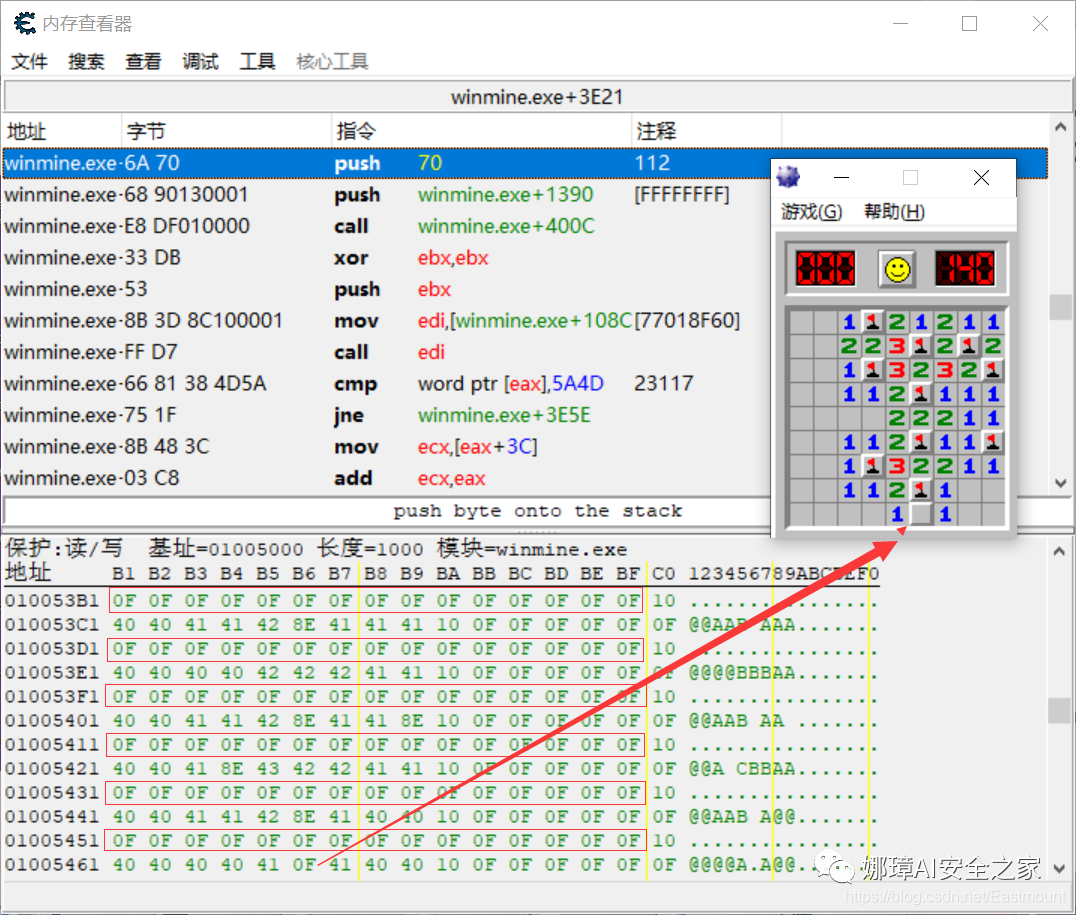 内存查看器
文件 搜索 查看 调试 工具 核心工具
winmine.exe+3E21
地址 字节 指令 注释
winmine.exe-6A 70 push 70 112
winmine.exe-68 90130001 push winmine.exe+1390 [FFFFFFFF]
winmine.exe-E8 DF010000 call winmine.exe+400C
winmine.exe-33 DB xor ebx,ebx
winmine.exe-53 push ebx
winmine.exe-8B 3D 8C100001 mov edi,[winmine.exe+108C[77018F60]
winmine.exe-FF D7 call edi
winmine.exe-66 81 38 4D5A cmp word ptr [eax],5A4D 23117
winmine.exe-75 1F jne winmine.exe+3E5E
winmine.exe-8B 48 3C mov ecx,[eax+3C]
winmine.exe-03 C8 add ecx,eax
push byte onto the stack
游戏(G) 帮助(H)
000 140
1 1 2 1 2 1 1
2 2 3 1 2 1 2
1 1 3 2 3 2 1
1 1 2 1 1 1 1
2 2 2 1 1
1 1 2 1 1 1 1
1 1 3 2 2 1 1
1 1 2 1 1
1 1
保护:读/写 基址=01005000 长度=1000 模块=winmine.exe
地址 B1 B2 B3 B4 B5 B6 B7 B8 B9 BA BB BC BD BE BF C0 123456789ABCDEF0
010053B1 0F 0F 0F 0F 0F 0F 0F 0F 0F 0F 0F 0F 0F 0F 0F 10 ................
010053C1 40 40 41 41 42 8E 41 41 41 10 0F 0F 0F 0F 0F 0F @@AAB AAA.......
010053D1 0F 0F 0F 0F 0F 0F 0F 0F 0F 0F 0F 0F 0F 0F 0F 10 ................
010053E1 40 40 40 40 42 42 42 41 41 10 0F 0F 0F 0F 0F 0F @@@@BBBAA.......
010053F1 0F 0F 0F 0F 0F 0F 0F 0F 0F 0F 0F 0F 0F 0F 0F 10 ................
01005401 40 40 41 41 42 8E 41 41 8E 10 0F 0F 0F 0F 0F 0F @@AAB AA .......
01005411 0F 0F 0F 0F 0F 0F 0F 0F 0F 0F 0F 0F 0F 0F 0F 10 ................
01005421 40 40 41 8E 43 42 42 41 41 10 0F 0F 0F 0F 0F 0F @@A CBBAA.......
01005431 0F 0F 0F 0F 0F 0F 0F 0F 0F 0F 0F 0F 0F 0F 0F 10 ................
01005441 40 40 41 41 42 8E 41 40 40 10 0F 0F 0F 0F 0F 0F @@AAB A@@.......
01005451 0F 0F 0F 0F 0F 0F 0F 0F 0F 0F 0F 0F 0F 0F 0F 10 ................
01005461 40 40 40 40 41 0F 41 40 40 10 0F 0F 0F 0F 0F 0F @@@@A.A@@.......
娜璋AI安全之家
https://blog.csdn.net/Eastmount